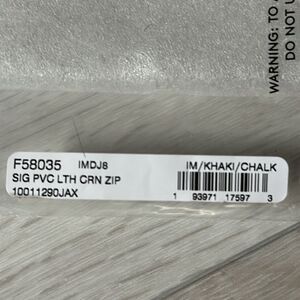 WARNING: TO A
DO NOT U
F58035 IMDJ8
SIG PVC LTH CRN ZIP
10011290JAX
IM/KHAKI/CHALK
1 93971 17597 3